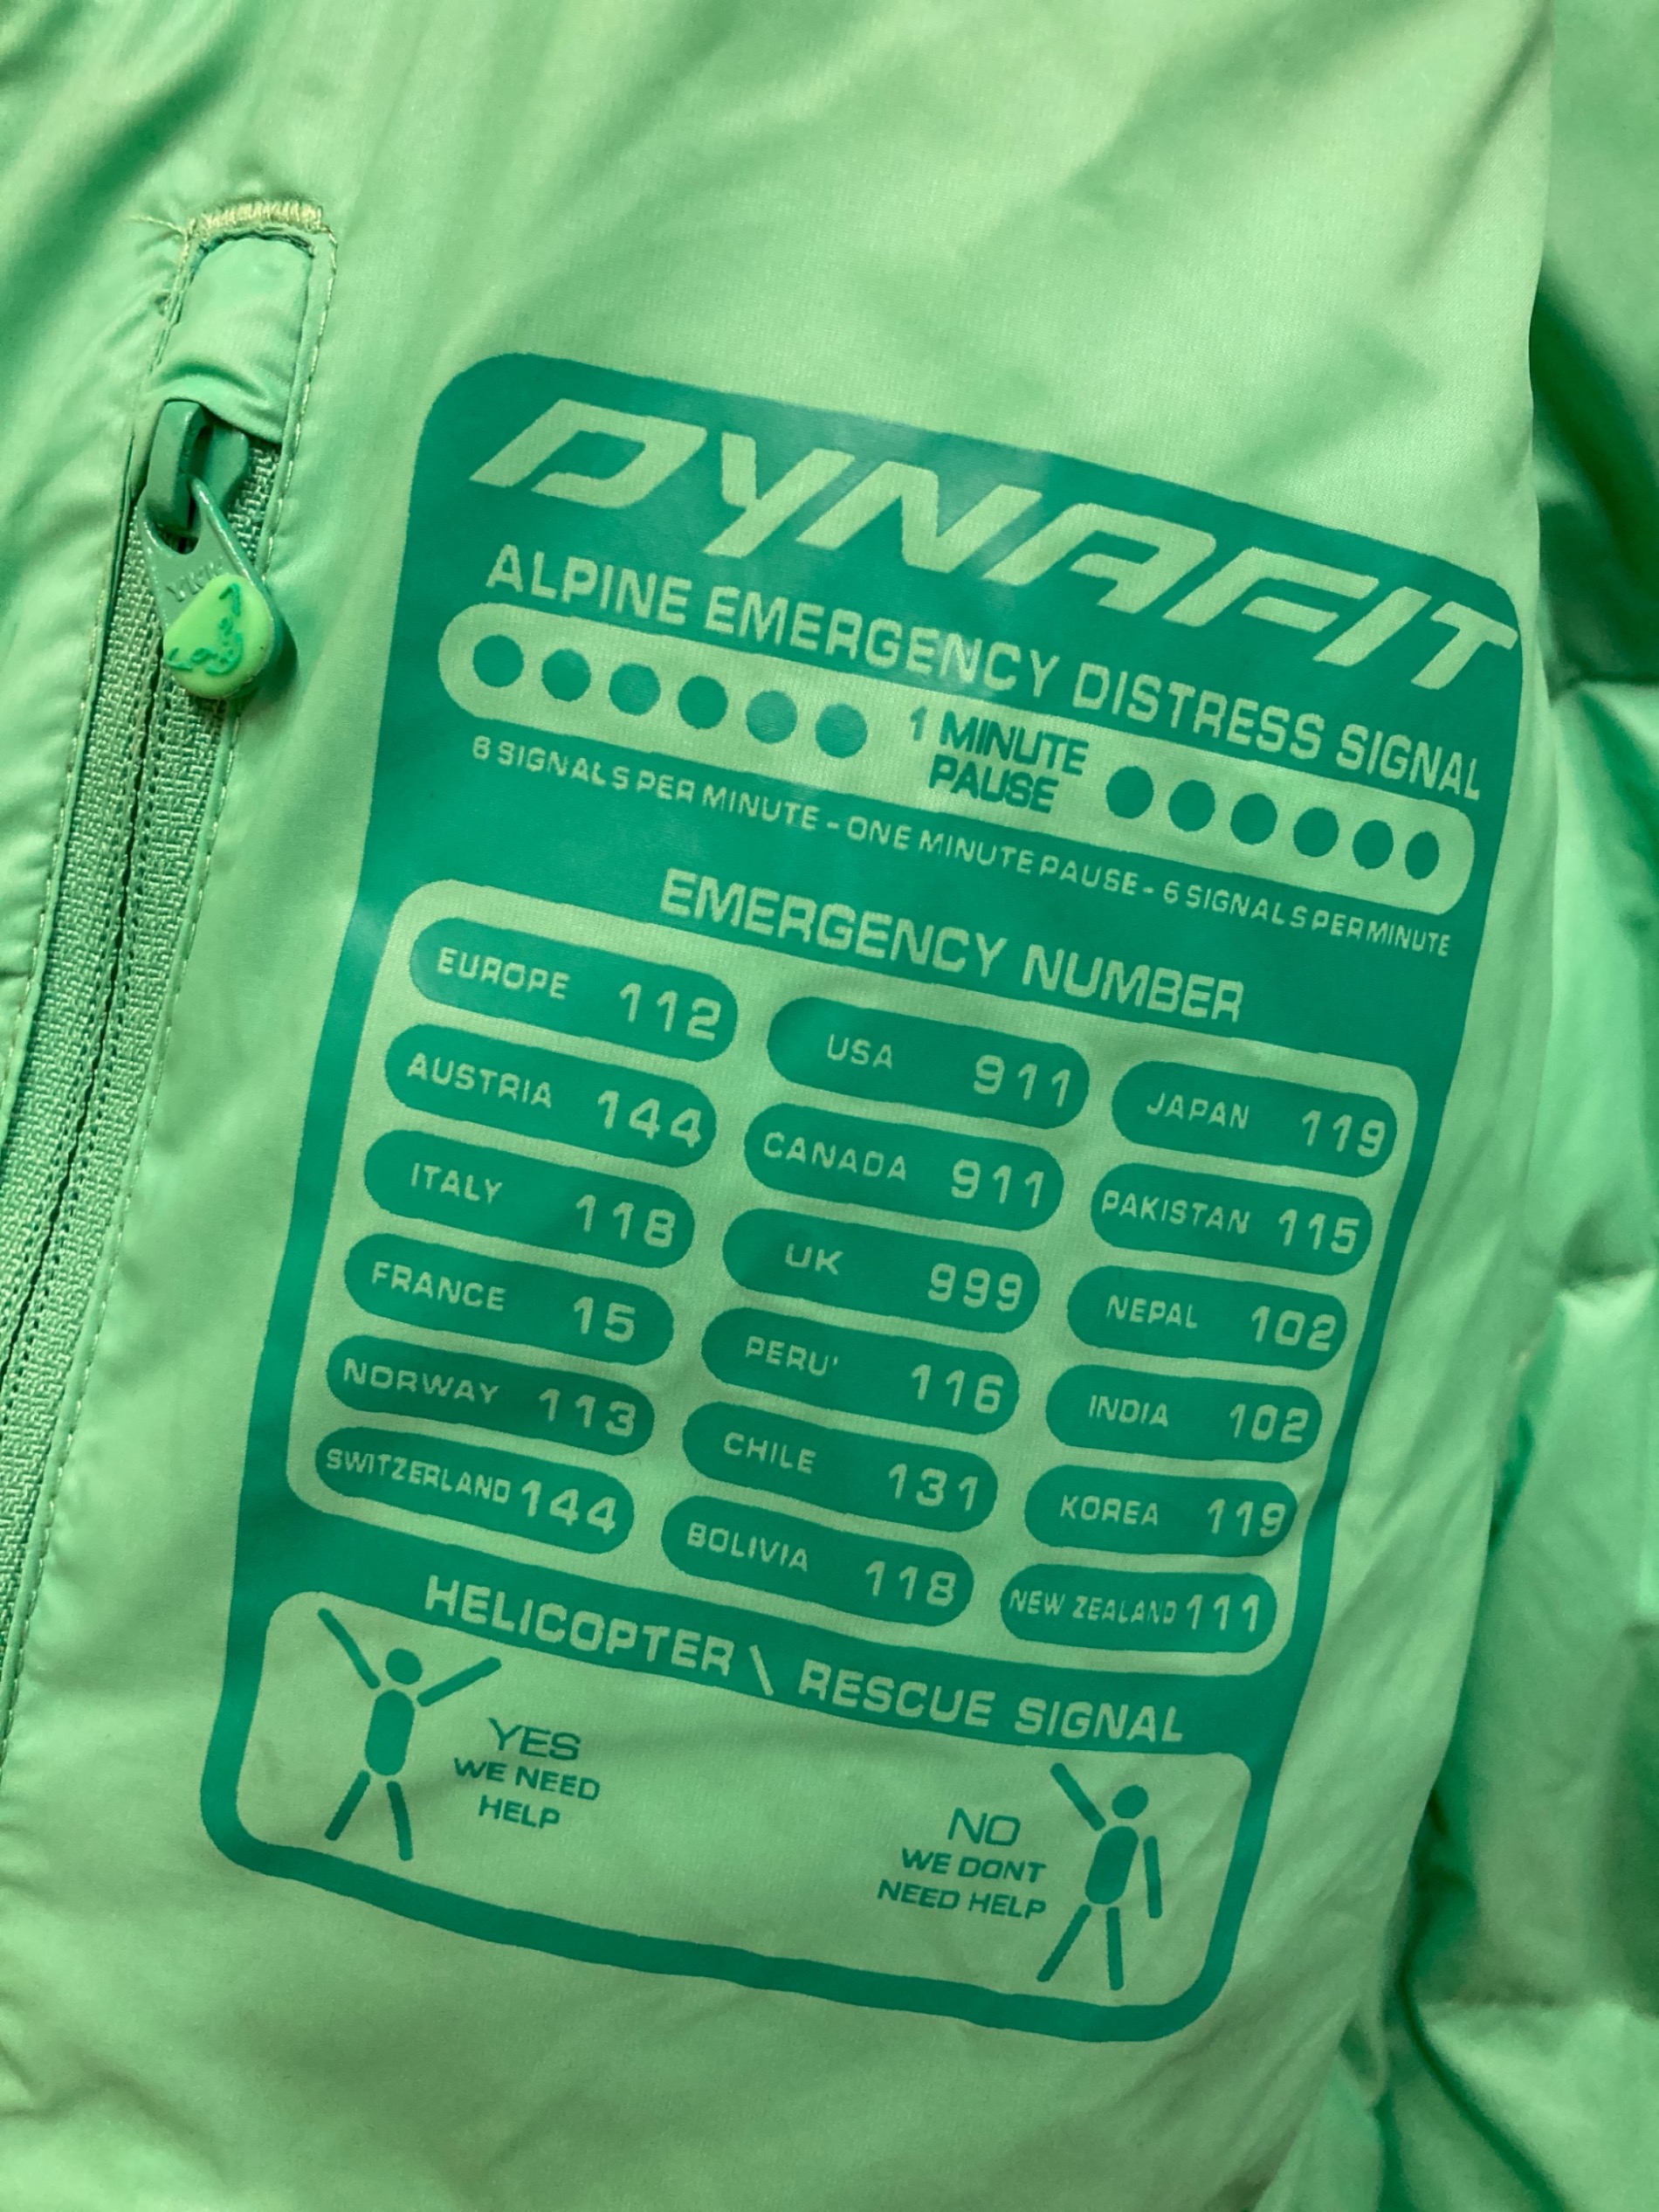 YKK
DYNAFIT
ALPINE EMERGENCY DISTRESS SIGNAL
1 MINUTE
PAUSE
6 SIGNALS PER MINUTE - ONE MINUTE PAUSE - 6 SIGNALS PER MINUTE
EMERGENCY NUMBER
EUROPE 112
AUSTRIA 144
ITALY 118
FRANCE 15
NORWAY 113
SWITZERLAND 144
USA 911
CANADA 911
UK 999
PERU' 116
CHILE 131
BOLIVIA 118
JAPAN 119
PAKISTAN 115
NEPAL 102
INDIA 102
KOREA 119
NEW ZEALAND 111
HELICOPTER \ RESCUE SIGNAL
YES
WE NEED
HELP
NO
WE DONT
NEED HELP